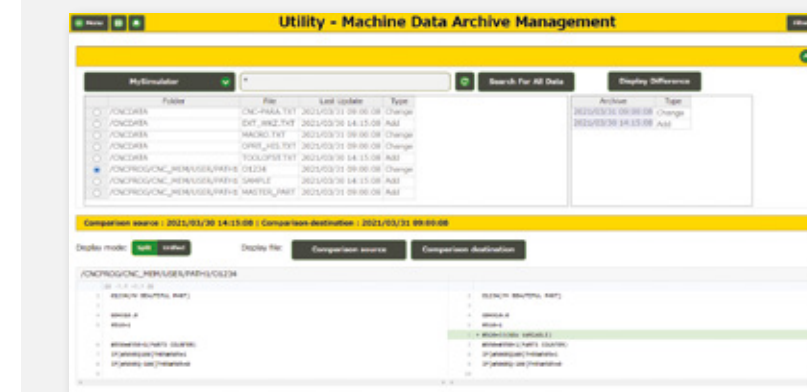 Menu
Utility - Machine Data Archive Management
MySimulator
*
Search For All Data
Display Difference
Folder File Last Update Type
/CNCDATA CNC-PARA.TXT 2021/03/31 09:00:08 Change
/CNCDATA EXT_WKZ.TXT 2021/03/30 14:15:08 Add
/CNCDATA MACRO.TXT 2021/03/31 09:00:08 Change
/CNCDATA OPRT_HIS.TXT 2021/03/31 09:00:08 Change
/CNCDATA TOOLOFST.TXT 2021/03/30 14:15:08 Add
/CNCPROG/CNC_MEM/USER/PATH1 O1234 2021/03/31 09:00:08 Change
/CNCPROG/CNC_MEM/USER/PATH1 SAMPLE 2021/03/30 14:15:08 Add
/CNCPROG/CNC_MEM/USER/PATH1 MASTER_PART 2021/03/31 09:00:08 Add
Archive Type
2021/03/31 09:00:08 Change
2021/03/30 14:15:08 Add
Comparison source : 2021/03/30 14:15:08 | Comparison destination : 2021/03/31 09:00:08
Display mode: Split Unified Display file: Comparison source Comparison destination
/CNCPROG/CNC_MEM/USER/PATH1/O1234